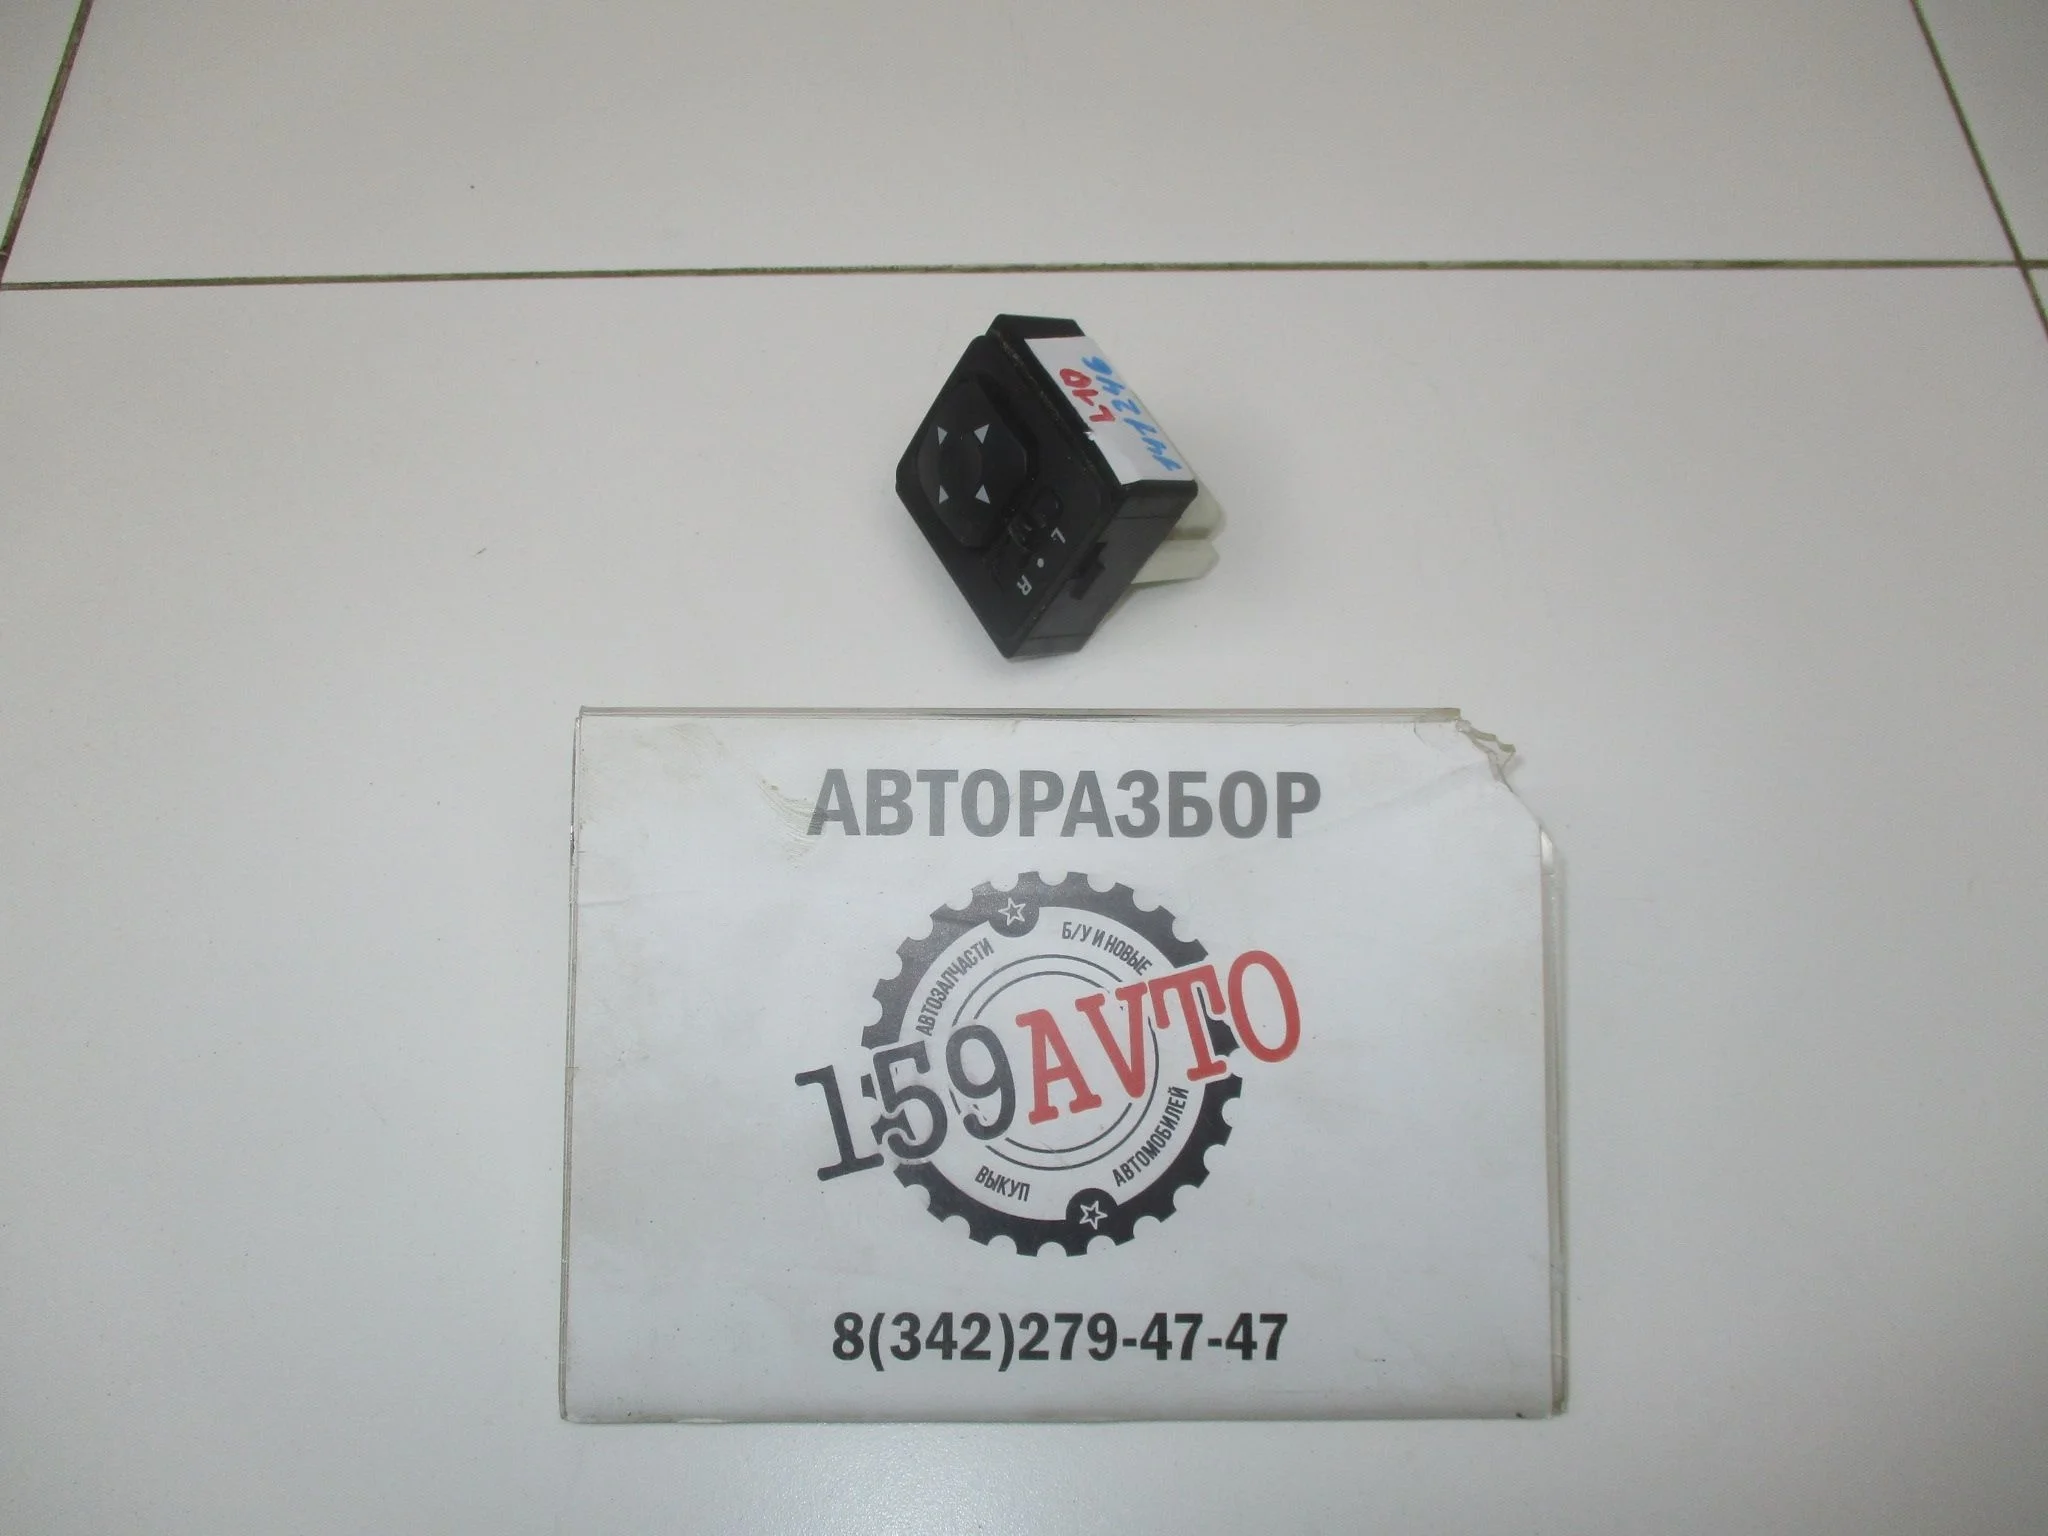 L
R
АВТОРАЗБОР
АВТОЗАПЧАСТИ
Б/У И НОВЫЕ
159AVTO
ВЫКУП
АВТОМОБИЛЕЙ
8(342)279-47-47